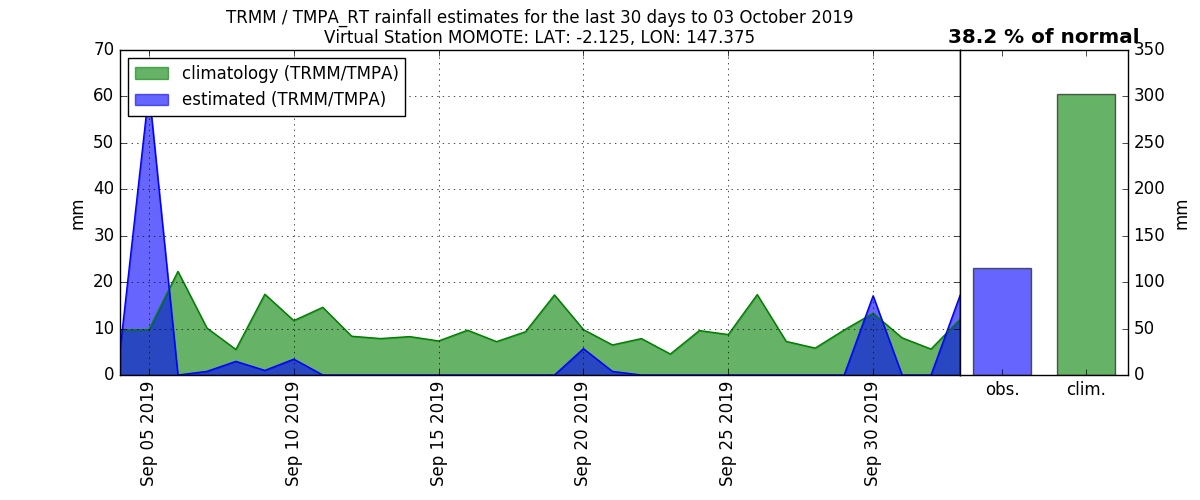 TRMM / TMPA_RT rainfall estimates for the last 30 days to 03 October 2019
Virtual Station MOMOTE: LAT: -2.125, LON: 147.375
38.2 % of normal
climatology (TRMM/TMPA)
estimated (TRMM/TMPA)
70
60
50
40
30
20
10
0
mm
Sep 05 2019
Sep 10 2019
Sep 15 2019
Sep 20 2019
Sep 25 2019
Sep 30 2019
obs.
clim.
350
300
250
200
150
100
50
0
mm